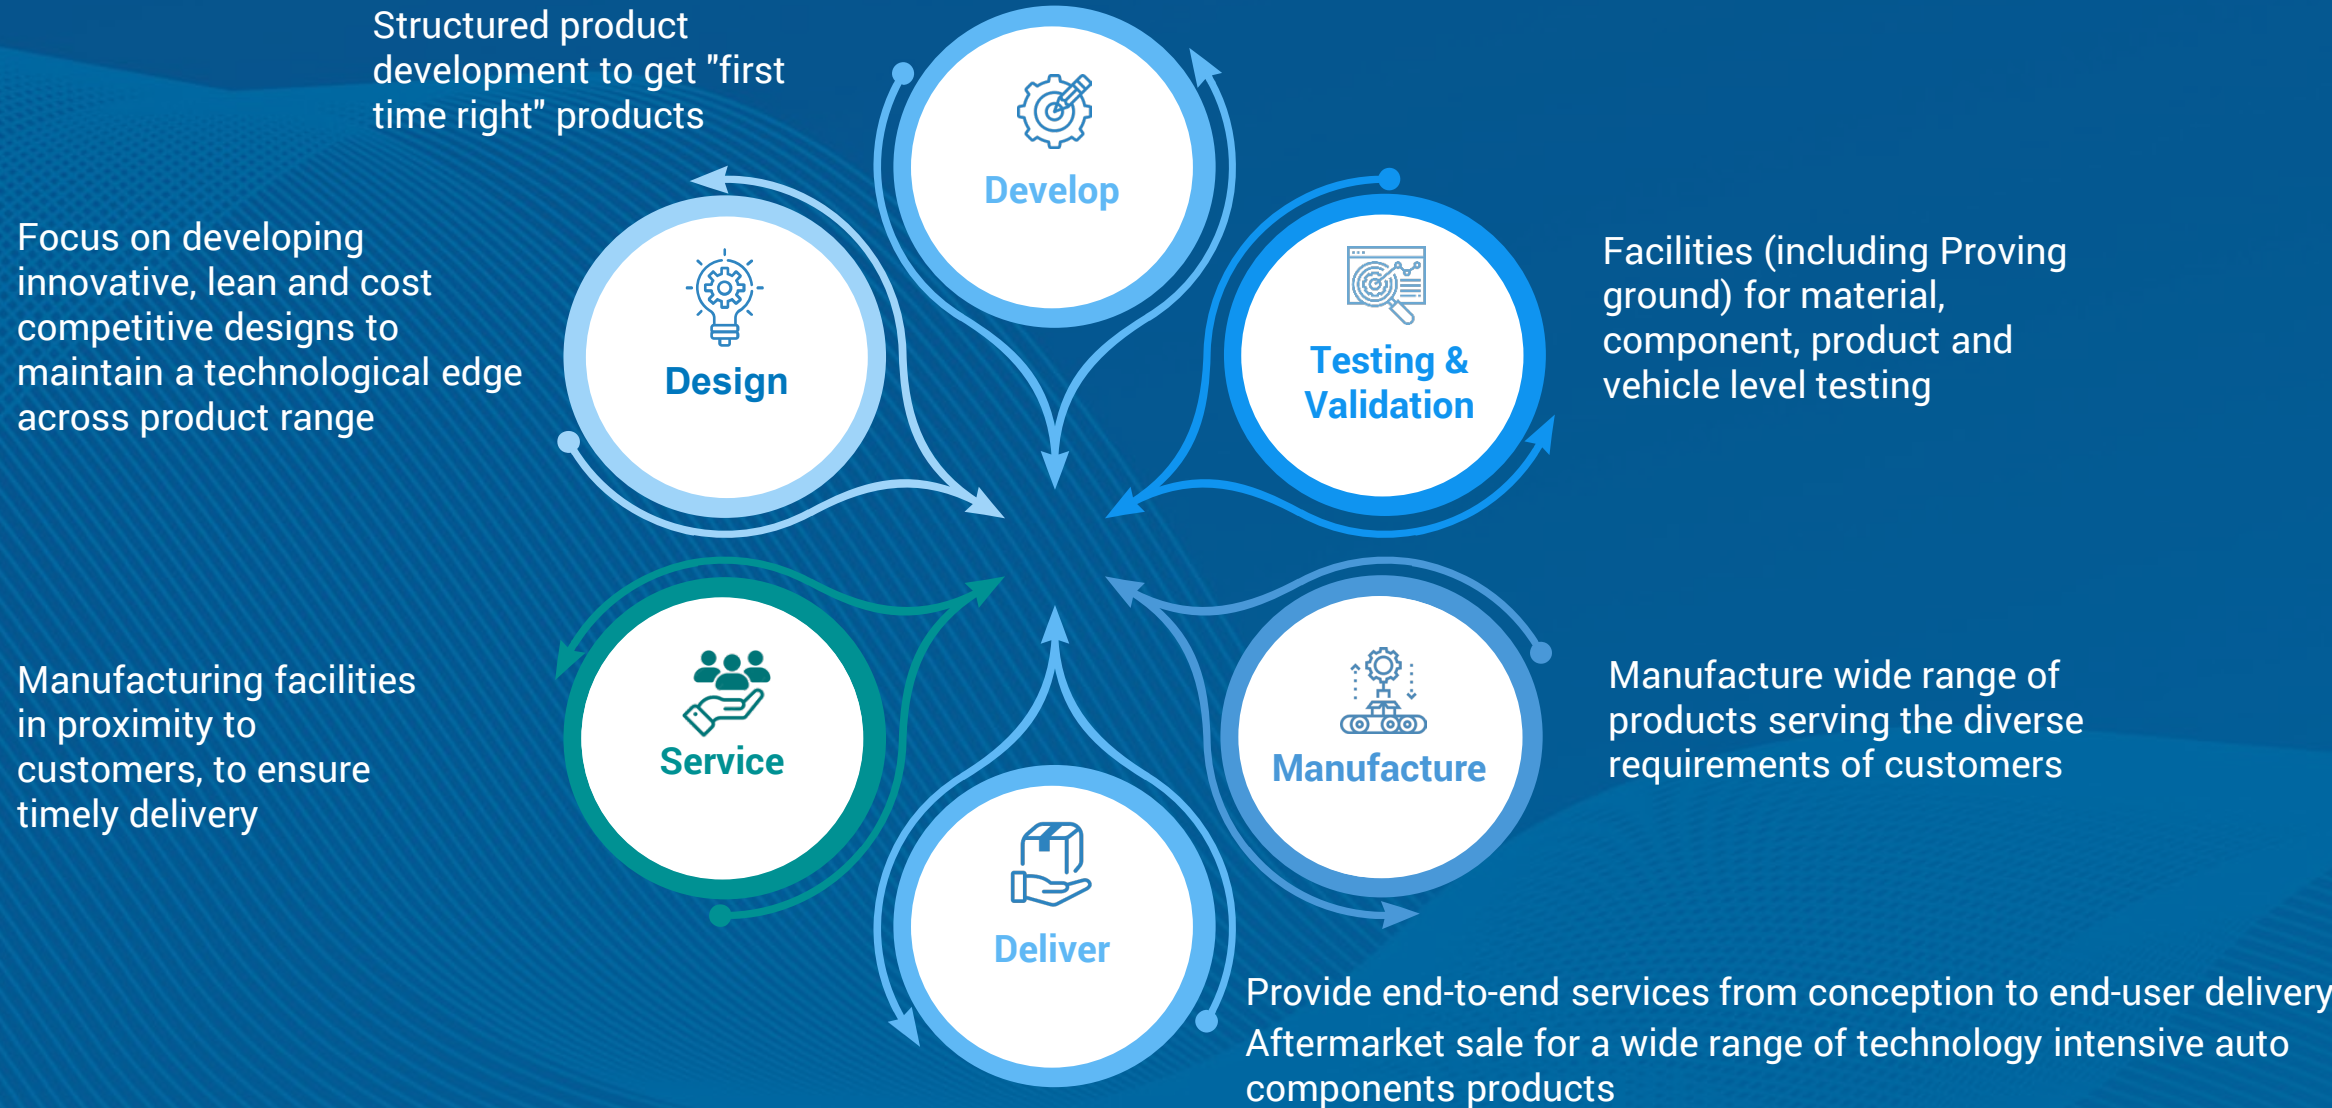 Structured product
development to get "first
time right" products
Develop
Focus on developing
innovative, lean and cost
competitive designs to
maintain a technological edge
across product range
Design
Testing &
Validation
Facilities (including Proving
ground) for material,
component, product and
vehicle level testing
Manufacturing facilities
in proximity to
customers, to ensure
timely delivery
Service
Manufacture
Manufacture wide range of
products serving the diverse
requirements of customers
Deliver
Provide end-to-end services from conception to end-user delivery
Aftermarket sale for a wide range of technology intensive auto
components products